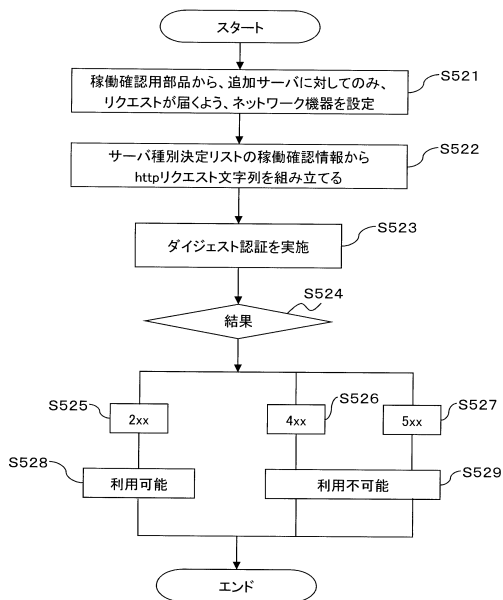 スタート
稼働確認用部品から、追加サーバに対してのみ、
リクエストが届くよう、ネットワーク機器を設定
S521
サーバ種別決定リストの稼働確認情報から
httpリクエスト文字列を組み立てる
S522
ダイジェスト認証を実施
S523
結果
S524
S525
2xx
4xx
S526
5xx
S527
S528
利用可能
利用不可能
S529
エンド